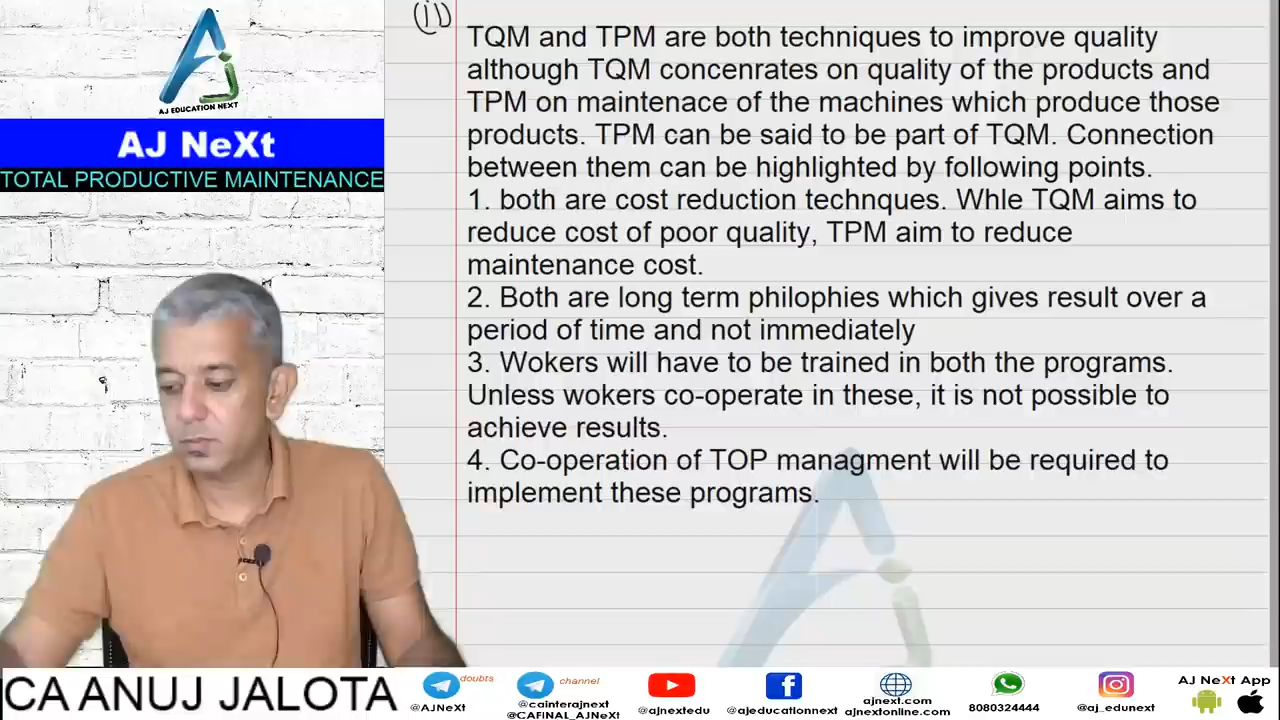 AJ EDUCATION NEXT
AJ NeXt
TOTAL PRODUCTIVE MAINTENANCE
(ii)
TQM and TPM are both techniques to improve quality
although TQM concenrates on quality of the products and
TPM on maintenace of the machines which produce those
products. TPM can be said to be part of TQM. Connection
between them can be highlighted by following points.
1. both are cost reduction technques. Whle TQM aims to
reduce cost of poor quality, TPM aim to reduce
maintenance cost.
2. Both are long term philophies which gives result over a
period of time and not immediately
3. Wokers will have to be trained in both the programs.
Unless wokers co-operate in these, it is not possible to
achieve results.
4. Co-operation of TOP managment will be required to
implement these programs.
CA ANUJ JALOTA
doubts
@AJNeXt
channel
@cainterajnext
@CAFINAL_AJNeXt
@ajnextedu
@ajeducationnext
ajnext.com
ajnextonline.com
8080324444
@aj_edunext
AJ NeXt App